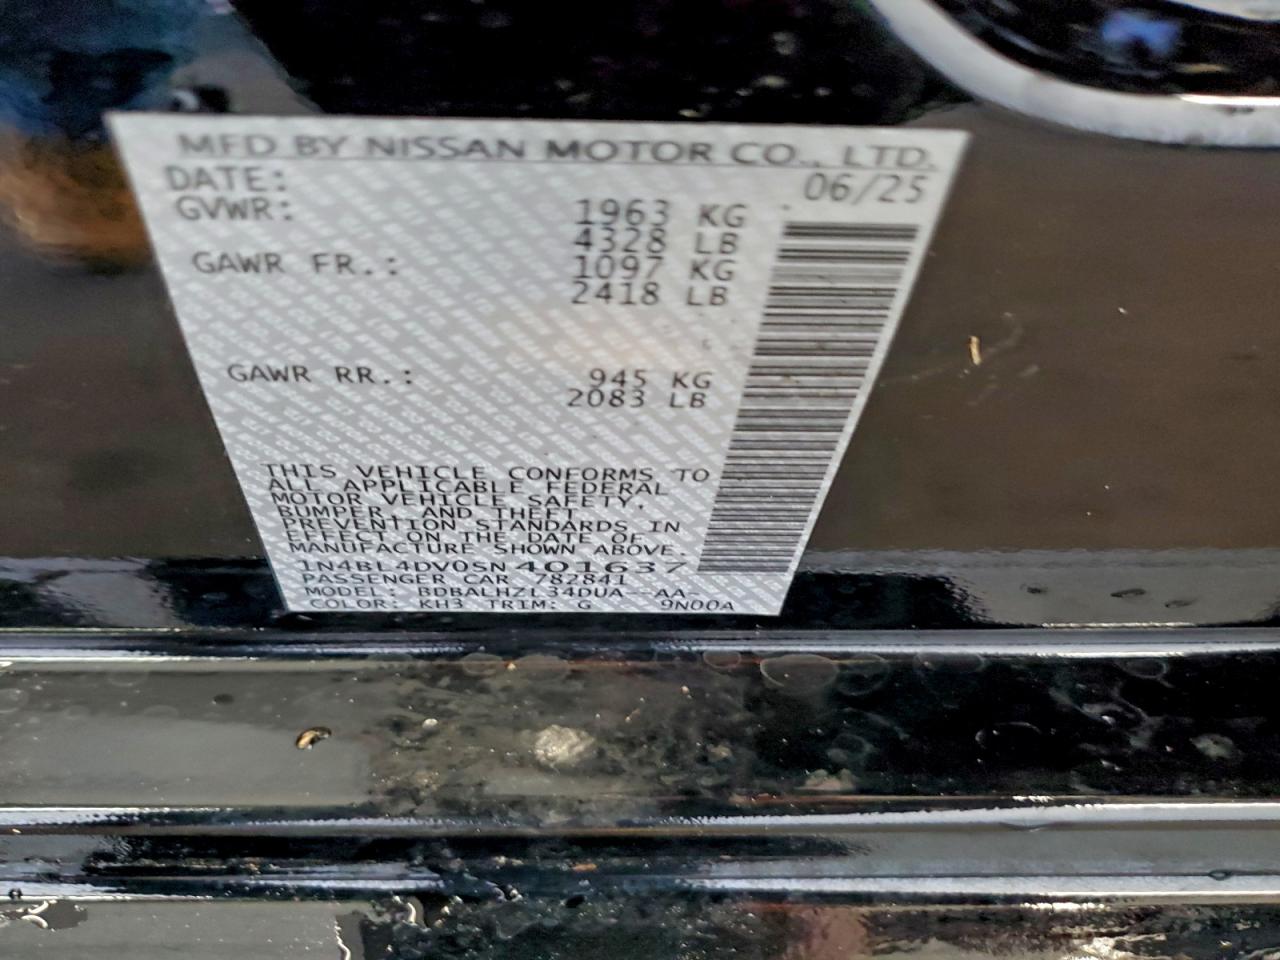 MFD BY NISSAN MOTOR CO., LTD.
DATE: 06/25
GVWR: 1963 KG
4328 LB
GAWR FR.: 1097 KG
2418 LB
GAWR RR.: 945 KG
2083 LB
THIS VEHICLE CONFORMS TO
ALL APPLICABLE FEDERAL
MOTOR VEHICLE SAFETY,
BUMPER, AND THEFT
PREVENTION STANDARDS IN
EFFECT ON THE DATE OF
MANUFACTURE SHOWN ABOVE.
1N4BL4DV0SN401637
PASSENGER CAR 782841
MODEL: BDBALHZL34DUA--AA-
COLOR: KH3 TRIM: G 9N00A